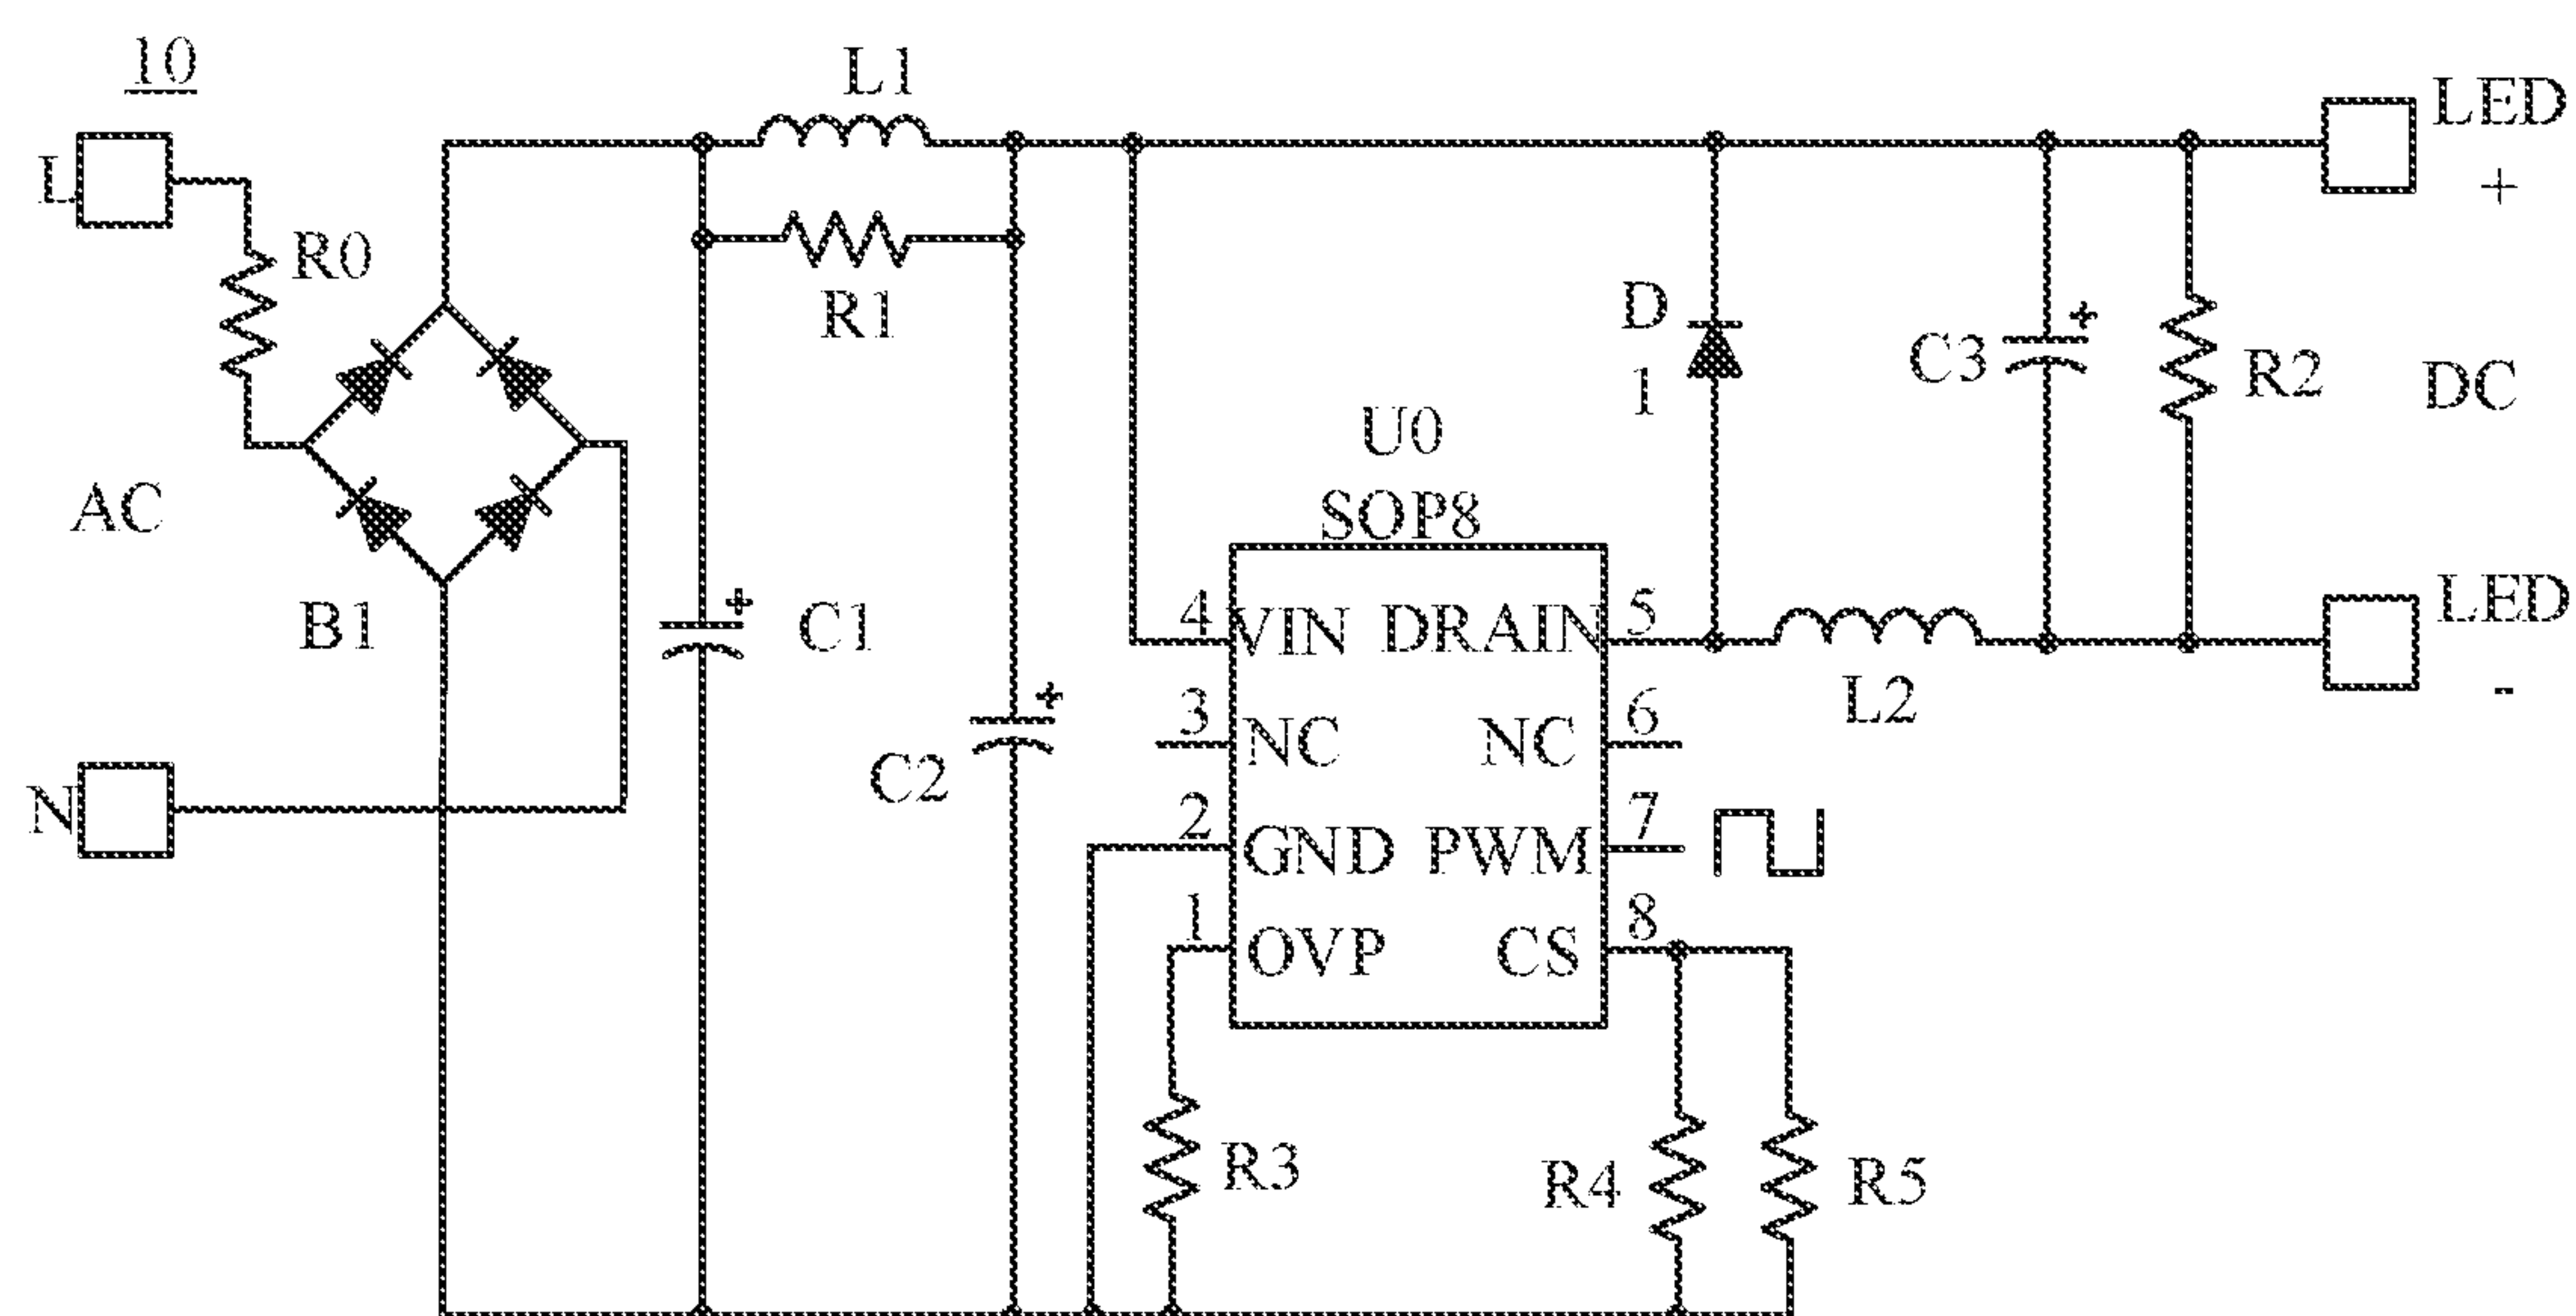 10
L1
LED
+
L
R0
R1
D
1
C3
+
R2
DC
U0
SOP8
AC
B1
+
C1
4
VIN
DRAIN
5
LED
-
L2
+
C2
3
NC
NC
6
N
2
GND
PWM
7
1
OVP
CS
8
R3
R4
R5